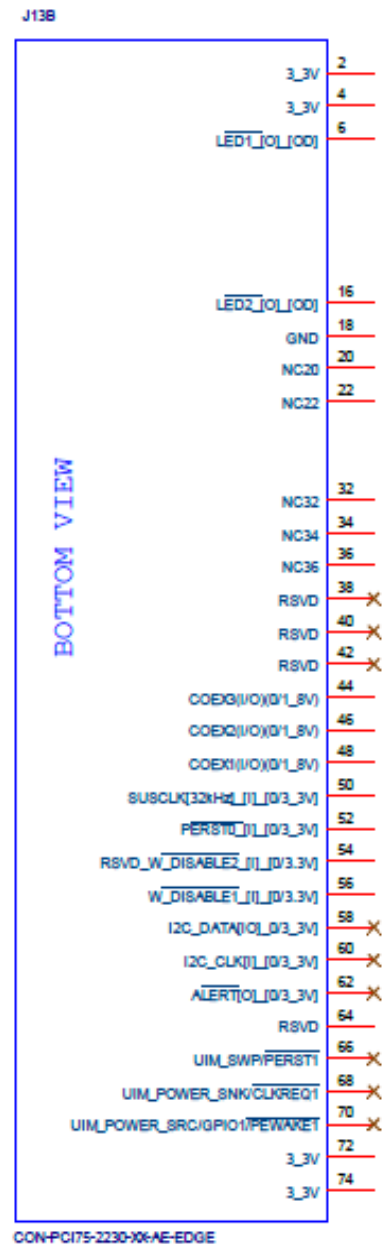 J13B
3_3V 2
3_3V 4
LED1_[O]_[OD] 6
LED2_[O]_[OD] 16
GND 18
NC20 20
NC22 22
BOTTOM VIEW
NC32 32
NC34 34
NC36 36
RSVD 38
RSVD 40
RSVD 42
COEX3(I/O)(0/1_8V) 44
COEX2(I/O)(0/1_8V) 46
COEX1(I/O)(0/1_8V) 48
SUSCLK[32kHz]_[I]_[0/3_3V] 50
PERST0_[I]_[0/3_3V] 52
RSVD_W_DISABLE2_[I]_[0/3.3V] 54
W_DISABLE1_[I]_[0/3.3V] 56
I2C_DATA[IO]_0/3_3V] 58
I2C_CLK[I]_[0/3_3V] 60
ALERT[O]_[0/3_3V] 62
RSVD 64
UIM_SWP/PERST1 66
UIM_POWER_SNK/CLKREQ1 68
UIM_POWER_SRC/GPIO1/PEWAKE1 70
3_3V 72
3_3V 74
CON-PCI75-2230-XX-AE-EDGE